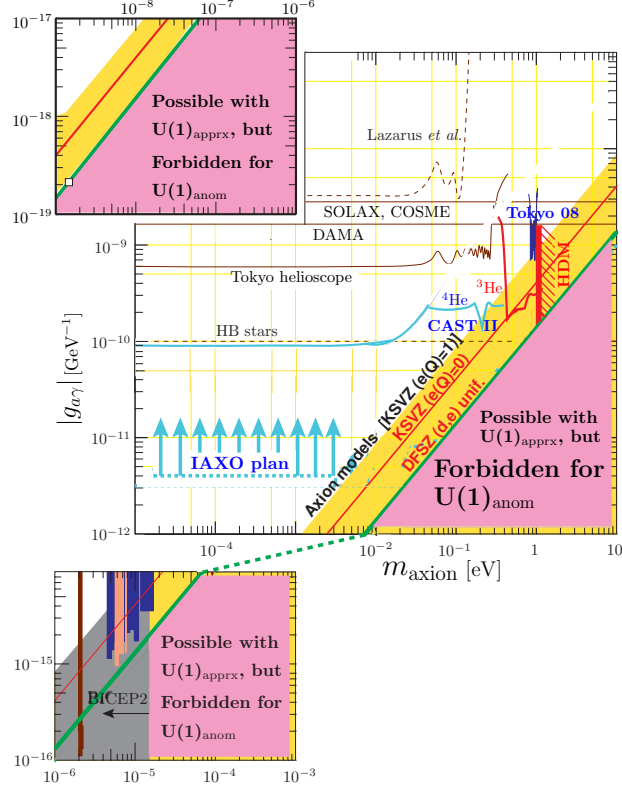 10⁻⁸ 10⁻⁷ 10⁻⁶
10⁻¹⁷
10⁻¹⁸
10⁻¹⁹
Possible with
U(1)apprx, but
Forbidden for
U(1)anom
Lazarus et al.
SOLAX, COSME
Tokyo 08
DAMA
10⁻⁹
Tokyo helioscope
³He
HDM
⁴He
HB stars
CAST II
10⁻¹⁰
|gaγ| [GeV⁻¹]
Axion models [KSVZ (e(Q)=1)]
KSVZ (e(Q)=0)
DFSZ (d,e) unif.
10⁻¹¹
IAXO plan
Possible with
U(1)apprx, but
Forbidden for
U(1)anom
10⁻¹²
10⁻⁴ 10⁻² 10⁻¹ 1 10
maxion [eV]
10⁻¹⁵
Possible with
U(1)apprx, but
BICEP2
Forbidden for
U(1)anom
10⁻¹⁶
10⁻⁶ 10⁻⁵ 10⁻⁴ 10⁻³